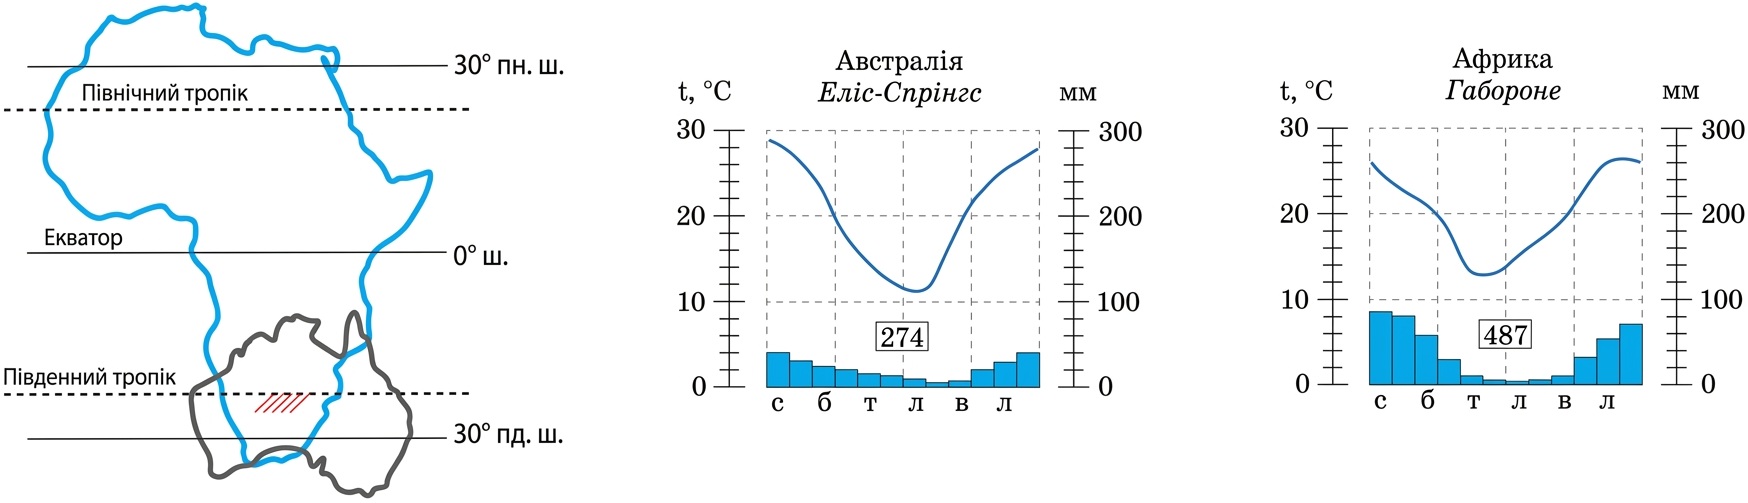 30° пн. ш.
Північний тропік
Екватор
0° ш.
Південний тропік
30° пд. ш.
Австралія
Еліс-Спрінгс
t, °C
мм
30
300
20
200
10
100
274
0
0
с б т л в л
Африка
Габороне
t, °C
мм
30
300
20
200
10
100
487
0
0
с б т л в л